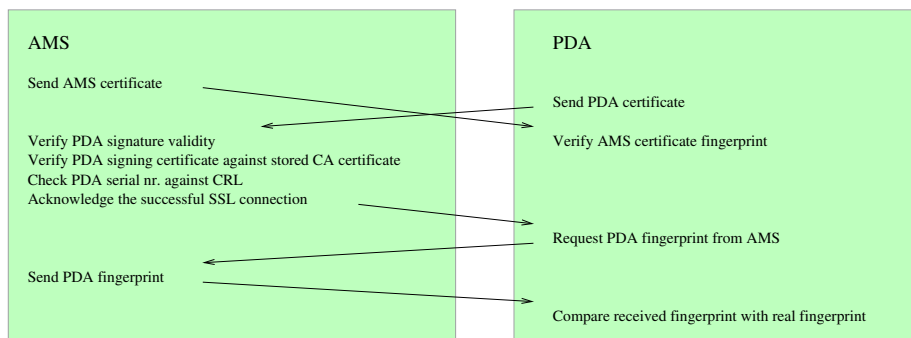 AMS
Send AMS certificate
Verify PDA signature validity
Verify PDA signing certificate against stored CA certificate
Check PDA serial nr. against CRL
Acknowledge the successful SSL connection
Send PDA fingerprint
PDA
Send PDA certificate
Verify AMS certificate fingerprint
Request PDA fingerprint from AMS
Compare received fingerprint with real fingerprint